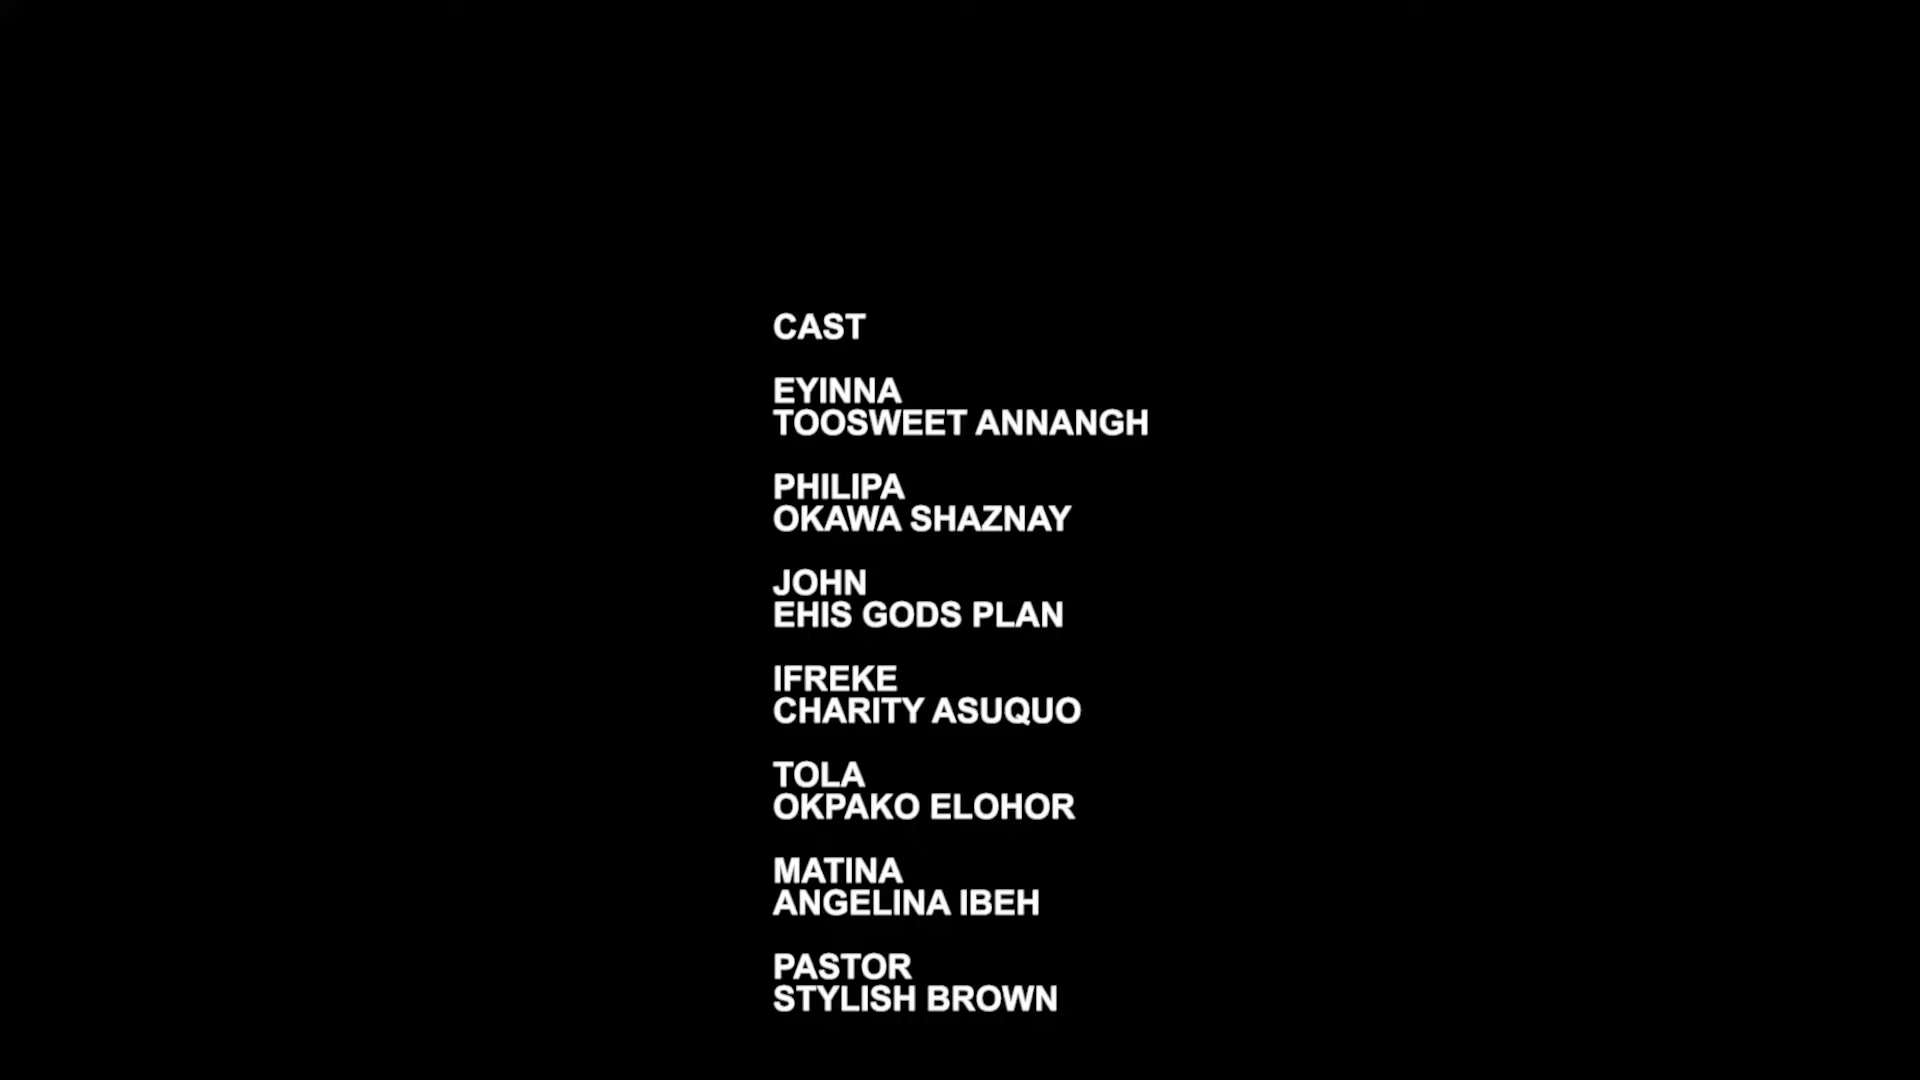 CAST
EYINNA
TOOSWEET ANNANGH
PHILIPA
OKAWA SHAZNAY
JOHN
EHIS GODS PLAN
IFREKE
CHARITY ASUQUO
TOLA
OKPAKO ELOHOR
MATINA
ANGELINA IBEH
PASTOR
STYLISH BROWN